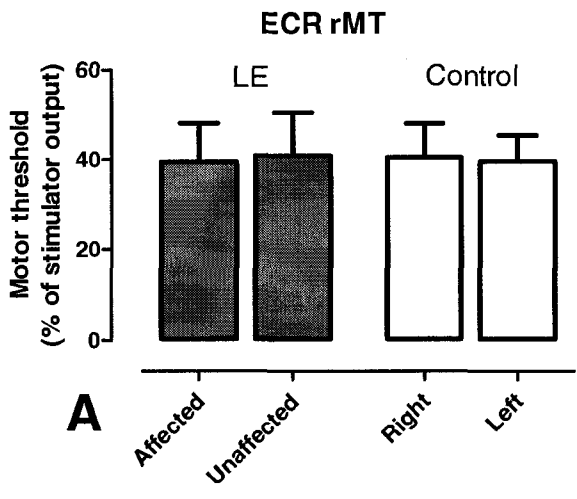 ECR rMT
LE
Control
Motor threshold
(% of stimulator output)
60
40
20
0
Affected
Unaffected
Right
Left
A